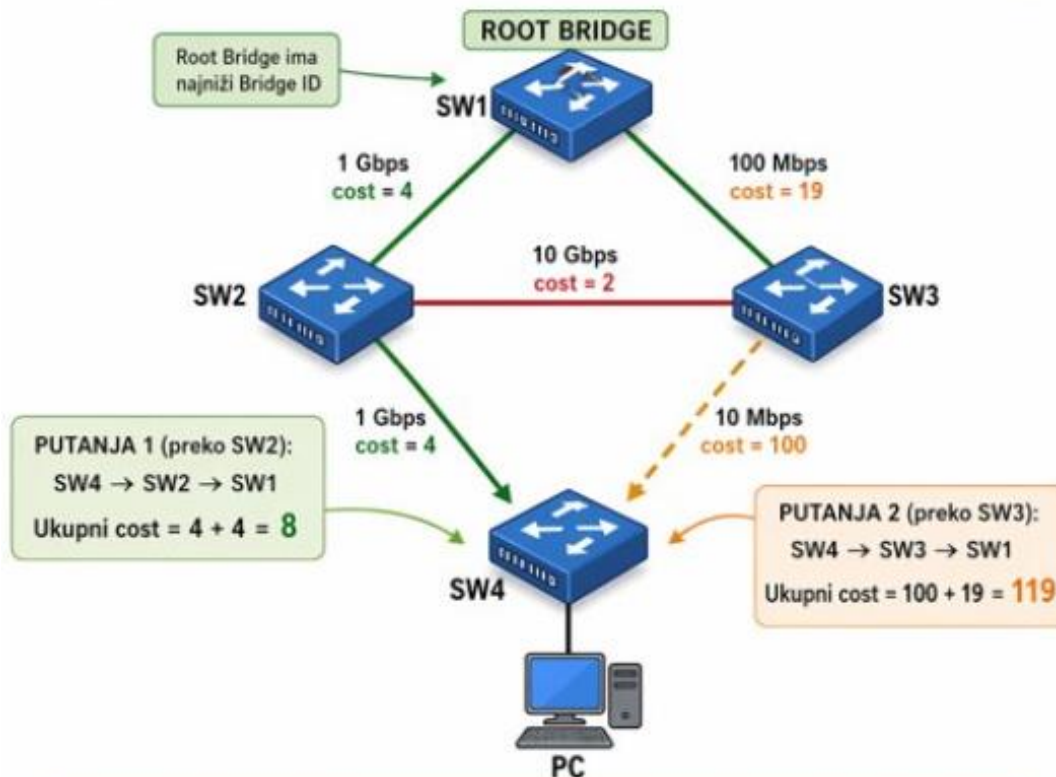 ROOT BRIDGE
Root Bridge ima
najniži Bridge ID
SW1
1 Gbps
cost = 4
100 Mbps
cost = 19
10 Gbps
cost = 2
SW2
SW3
1 Gbps
cost = 4
10 Mbps
cost = 100
PUTANJA 1 (preko SW2):
SW4 → SW2 → SW1
Ukupni cost = 4 + 4 = 8
PUTANJA 2 (preko SW3):
SW4 → SW3 → SW1
Ukupni cost = 100 + 19 = 119
SW4
PC